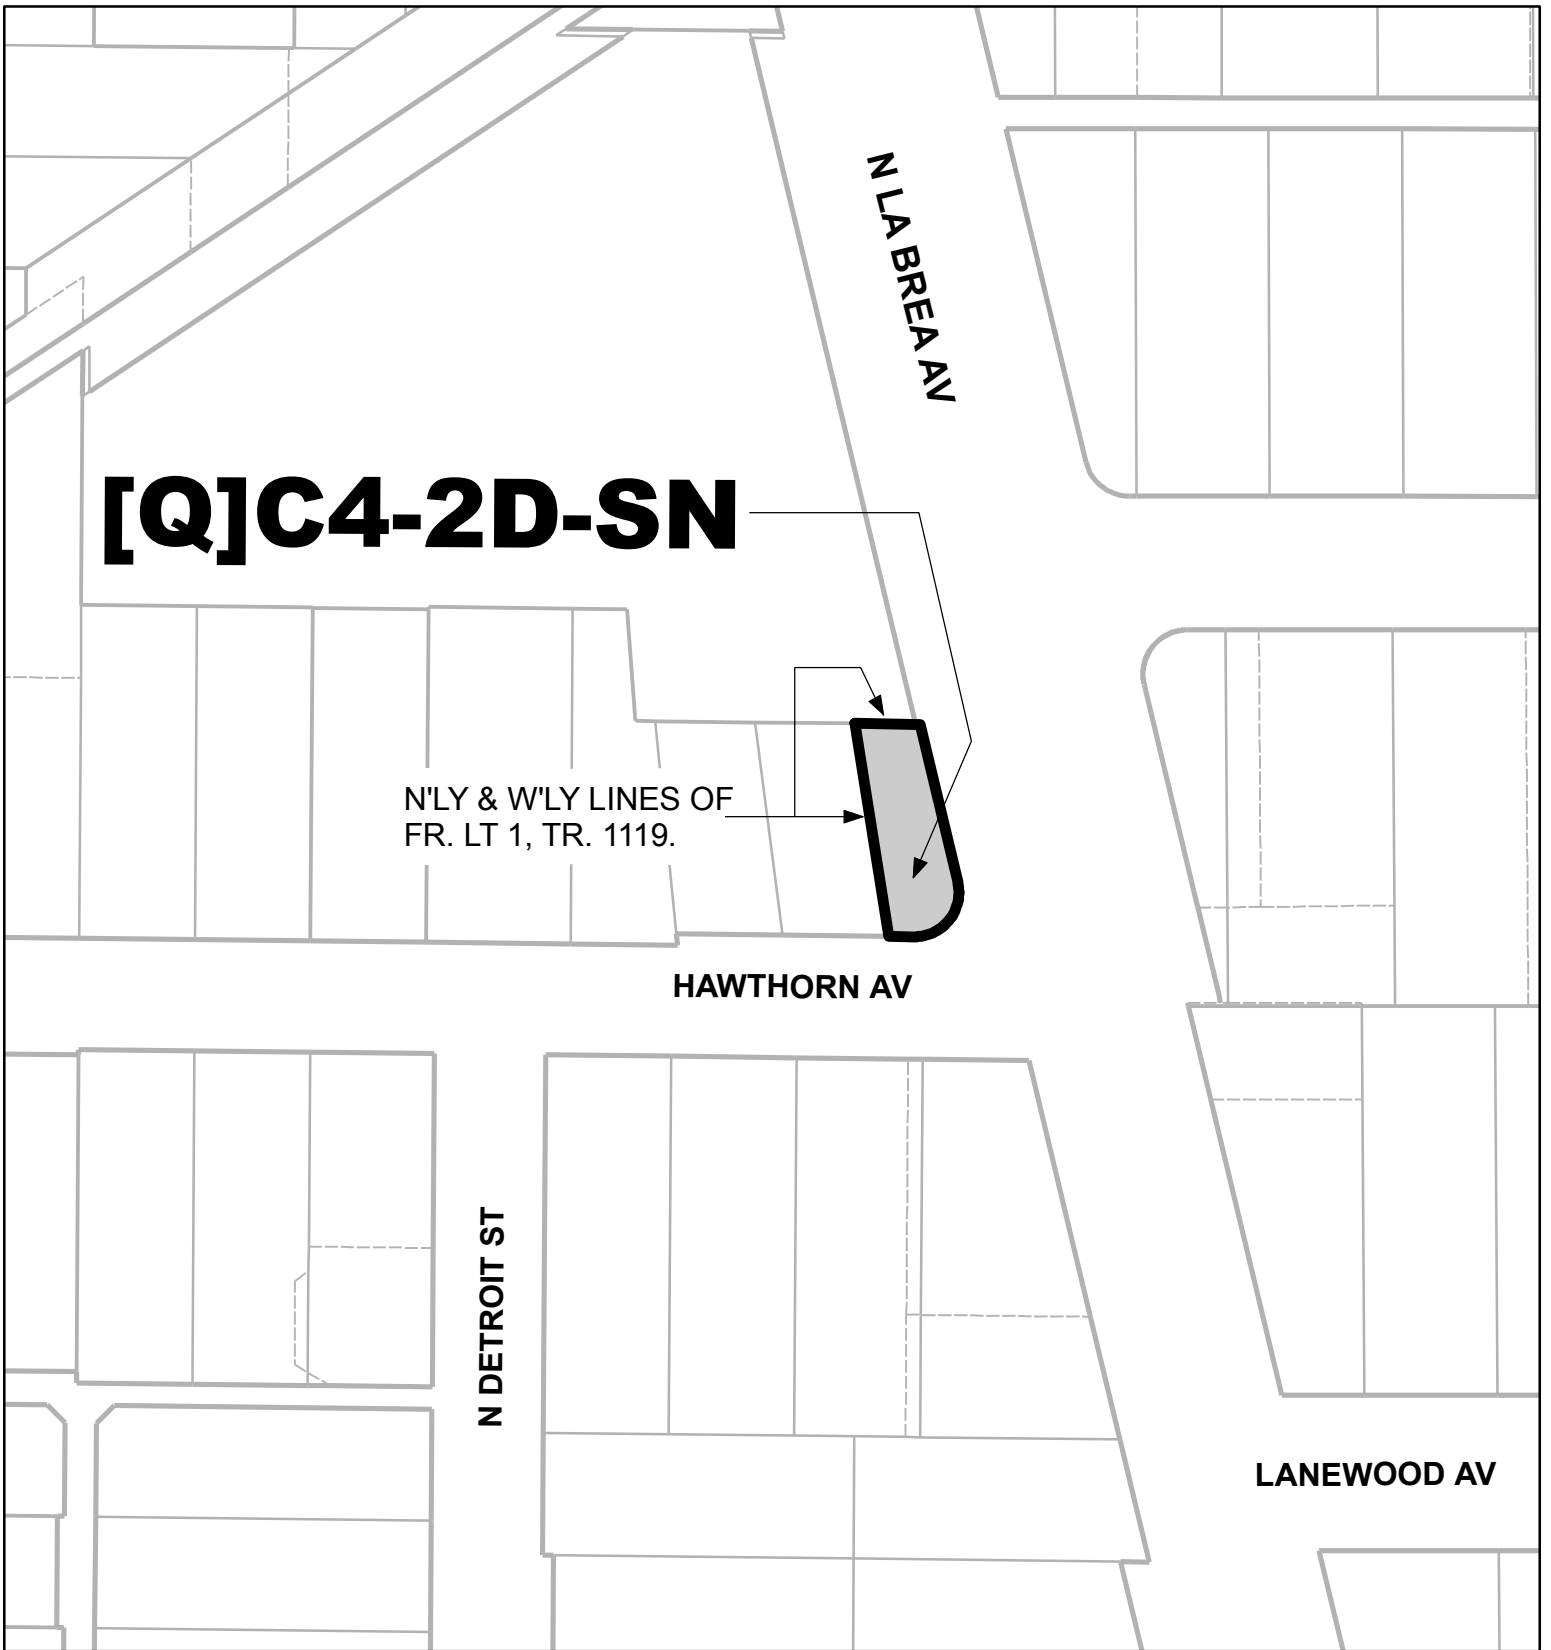 N LA BREA AV
[Q]C4-2D-SN
N'LY & W'LY LINES OF
FR. LT 1, TR. 1119.
HAWTHORN AV
N DETROIT ST
LANEWOOD AV